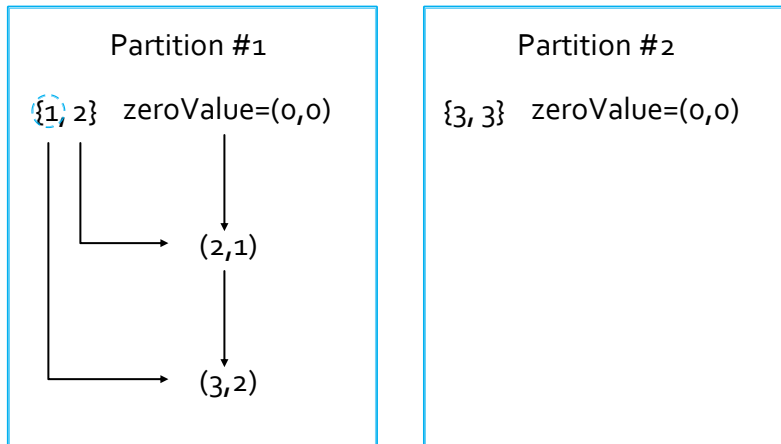 Partition #1
{1, 2} zeroValue=(0,0)
(2,1)
(3,2)
Partition #2
{3, 3} zeroValue=(0,0)